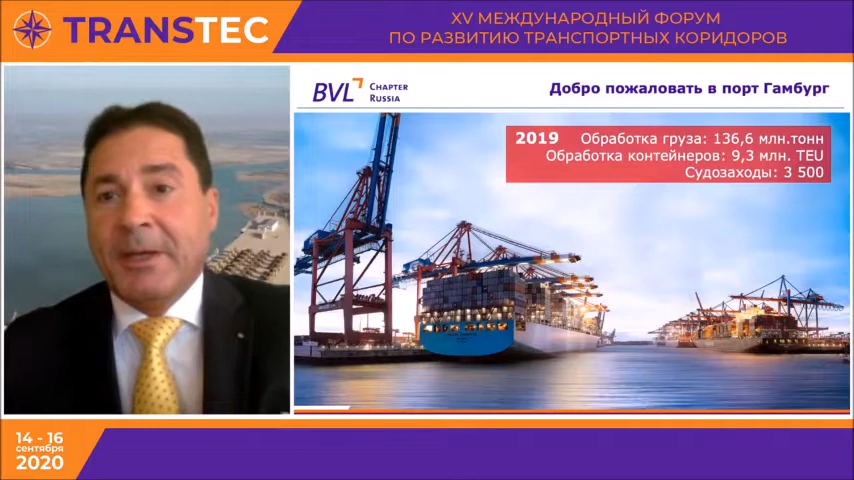 TRANSTEC
XV МЕЖДУНАРОДНЫЙ ФОРУМ
ПО РАЗВИТИЮ ТРАНСПОРТНЫХ КОРИДОРОВ
BVL CHAPTER
RUSSIA
Добро пожаловать в порт Гамбург
2019 Обработка груза: 136,6 млн.тонн
Обработка контейнеров: 9,3 млн. TEU
Судозаходы: 3 500
14 - 16
сентября
2020